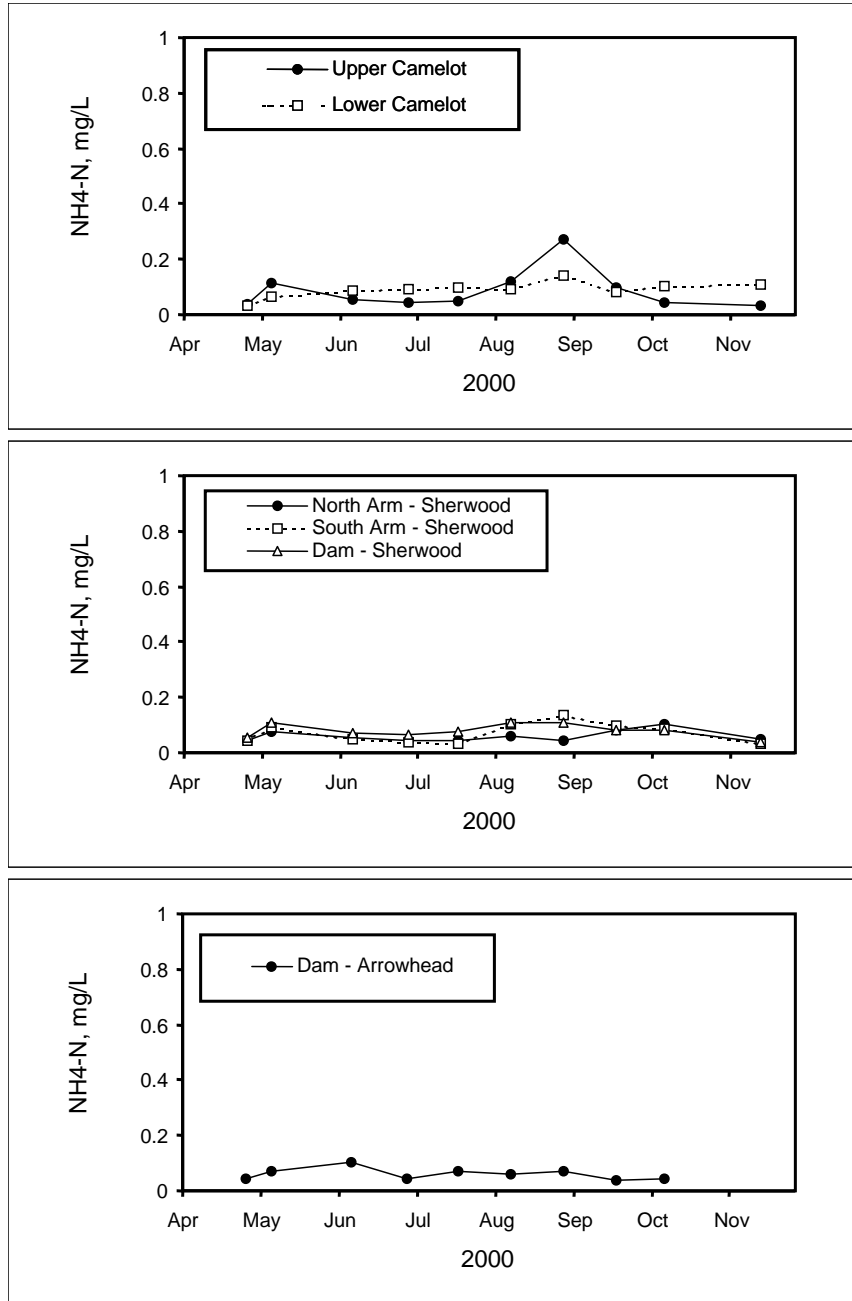 Upper Camelot
Lower Camelot
NH4-N, mg/L
1
0.8
0.6
0.4
0.2
0
Apr May Jun Jul Aug Sep Oct Nov
2000
North Arm - Sherwood
South Arm - Sherwood
Dam - Sherwood
NH4-N, mg/L
1
0.8
0.6
0.4
0.2
0
Apr May Jun Jul Aug Sep Oct Nov
2000
Dam - Arrowhead
NH4-N, mg/L
1
0.8
0.6
0.4
0.2
0
Apr May Jun Jul Aug Sep Oct Nov
2000